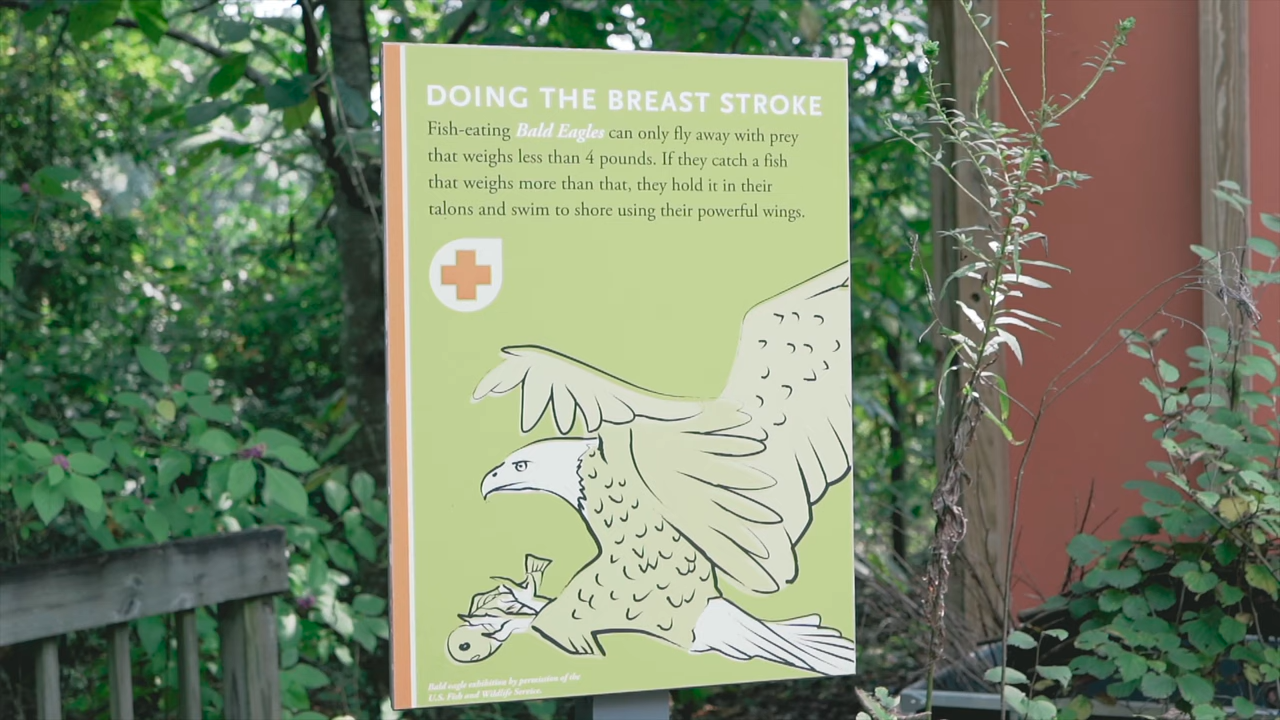 DOING THE BREAST STROKE
Fish-eating Bald Eagles can only fly away with prey
that weighs less than 4 pounds. If they catch a fish
that weighs more than that, they hold it in their
talons and swim to shore using their powerful wings.
Bald eagle exhibition by permission of the
U.S. Fish and Wildlife Service.